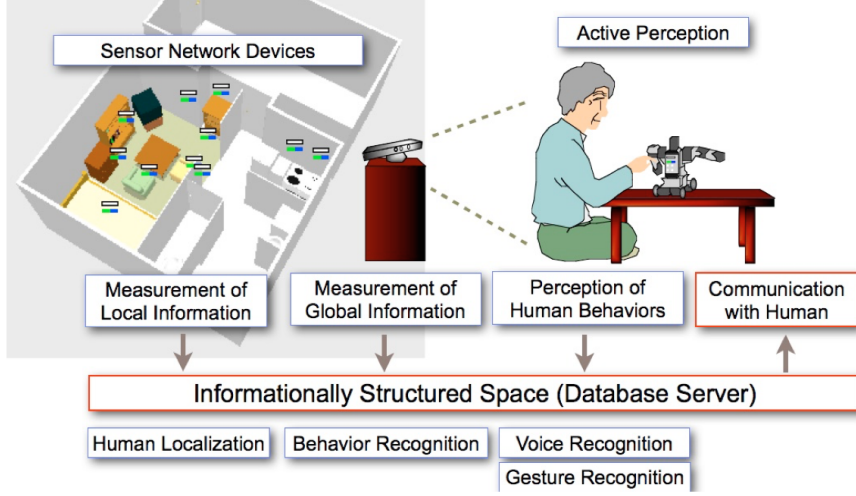 Sensor Network Devices
Active Perception
Measurement of
Local Information
Measurement of
Global Information
Perception of
Human Behaviors
Communication
with Human
Informationally Structured Space (Database Server)
Human Localization
Behavior Recognition
Voice Recognition
Gesture Recognition